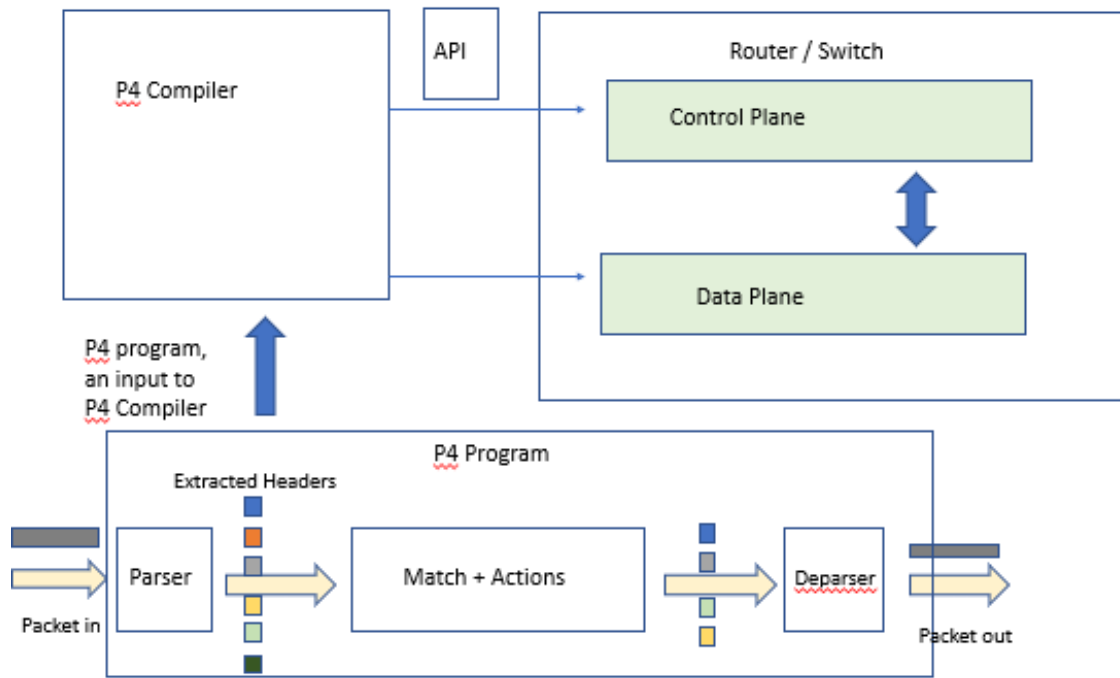 API
Router / Switch
P4 Compiler
Control Plane
Data Plane
P4 program,
an input to
P4 Compiler
P4 Program
Extracted Headers
Parser
Match + Actions
Deparser
Packet in
Packet out